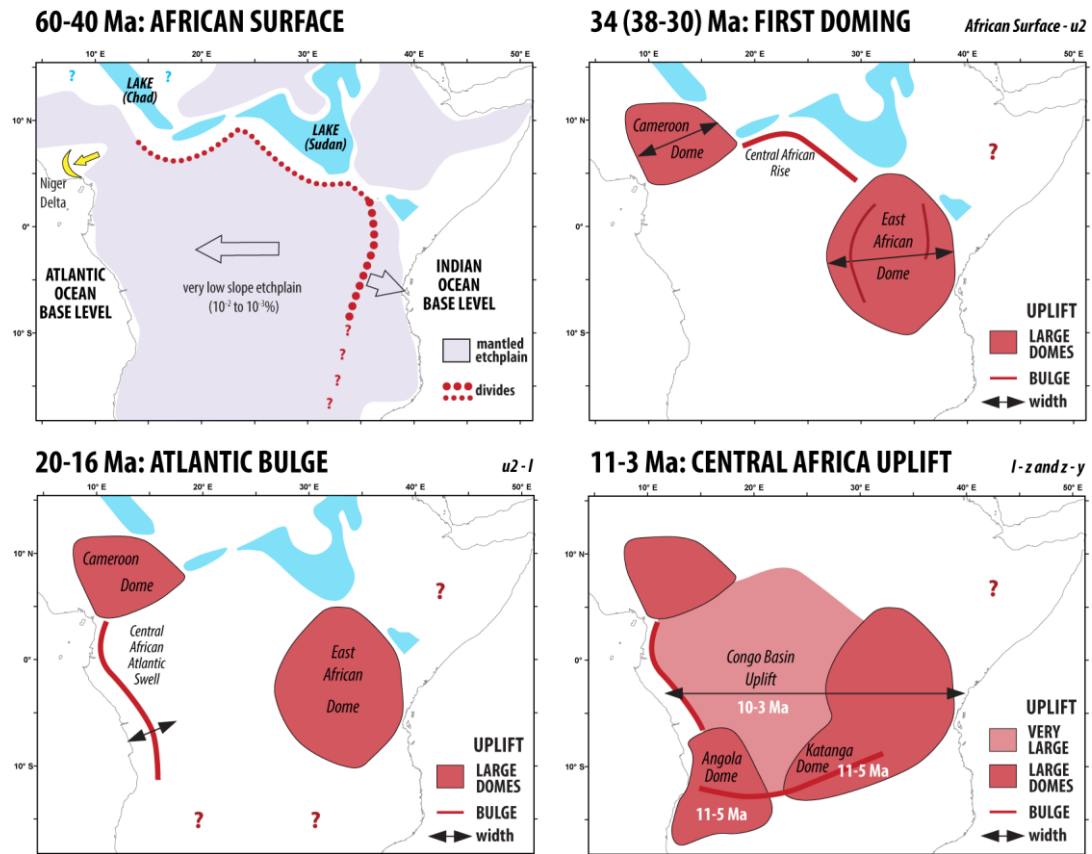 60-40 Ma: AFRICAN SURFACE
10° E 20° E 30° E 40° E 50° E
?
LAKE
(Chad)
?
10° N
LAKE
(Sudan)
Niger
Delta
0°
ATLANTIC
OCEAN
BASE LEVEL
very low slope etchplain
(10⁻² to 10⁻³%)
INDIAN
OCEAN
BASE LEVEL
10° S
?
?
?
?
mantled
etchplain
divides
34 (38-30) Ma: FIRST DOMING
African Surface - u2
10° E 20° E 30° E 40° E 50° E
10° N
Cameroon
Dome
Central African
Rise
?
0°
East
African
Dome
10° S
UPLIFT
LARGE
DOMES
BULGE
width
20-16 Ma: ATLANTIC BULGE
u2 - l
10° E 20° E 30° E 40° E 50° E
10° N
Cameroon
Dome
?
Central
African
Atlantic
Swell
0°
East
African
Dome
10° S
?
?
UPLIFT
LARGE
DOMES
BULGE
width
11-3 Ma: CENTRAL AFRICA UPLIFT
l - z and z - y
10° E 20° E 30° E 40° E 50° E
10° N
?
0°
Congo Basin
Uplift
10-3 Ma
10° S
Angola
Dome
11-5 Ma
Katanga
Dome
11-5 Ma
UPLIFT
VERY
LARGE
LARGE
DOMES
BULGE
width